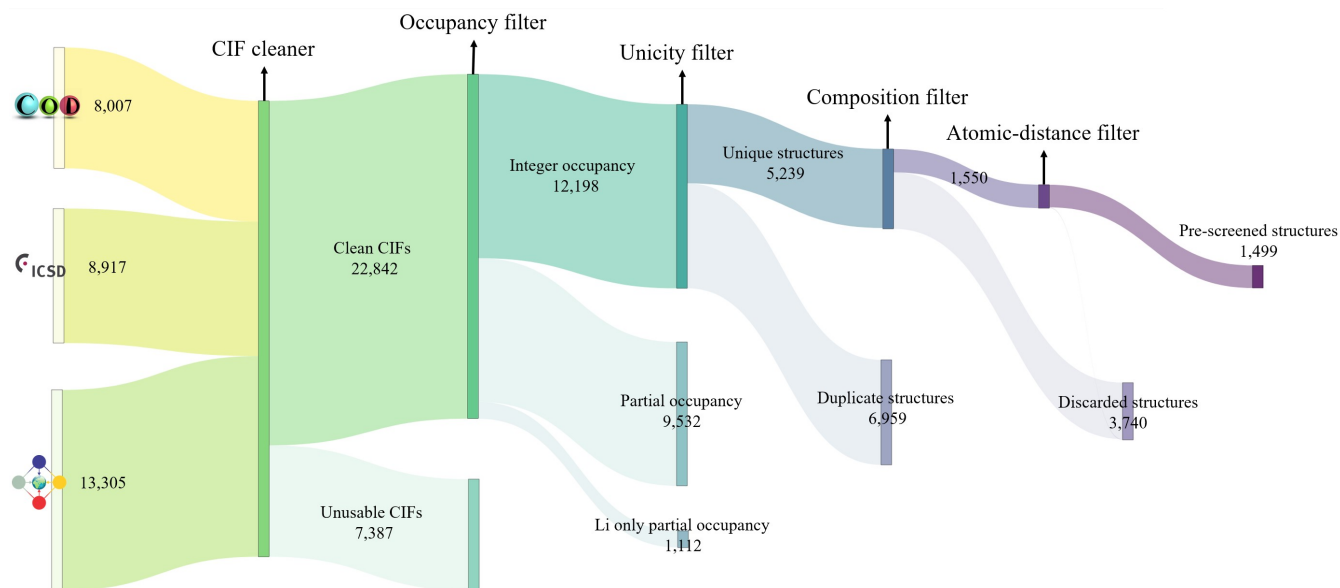 Occupancy filter
CIF cleaner
Unicity filter
Composition filter
Atomic-distance filter
COD
8,007
Integer occupancy
12,198
Unique structures
5,239
1,550
Pre-screened structures
1,499
ICSD
8,917
Clean CIFs
22,842
Partial occupancy
9,532
Duplicate structures
6,959
Discarded structures
3,740
13,305
Unusable CIFs
7,387
Li only partial occupancy
1,112